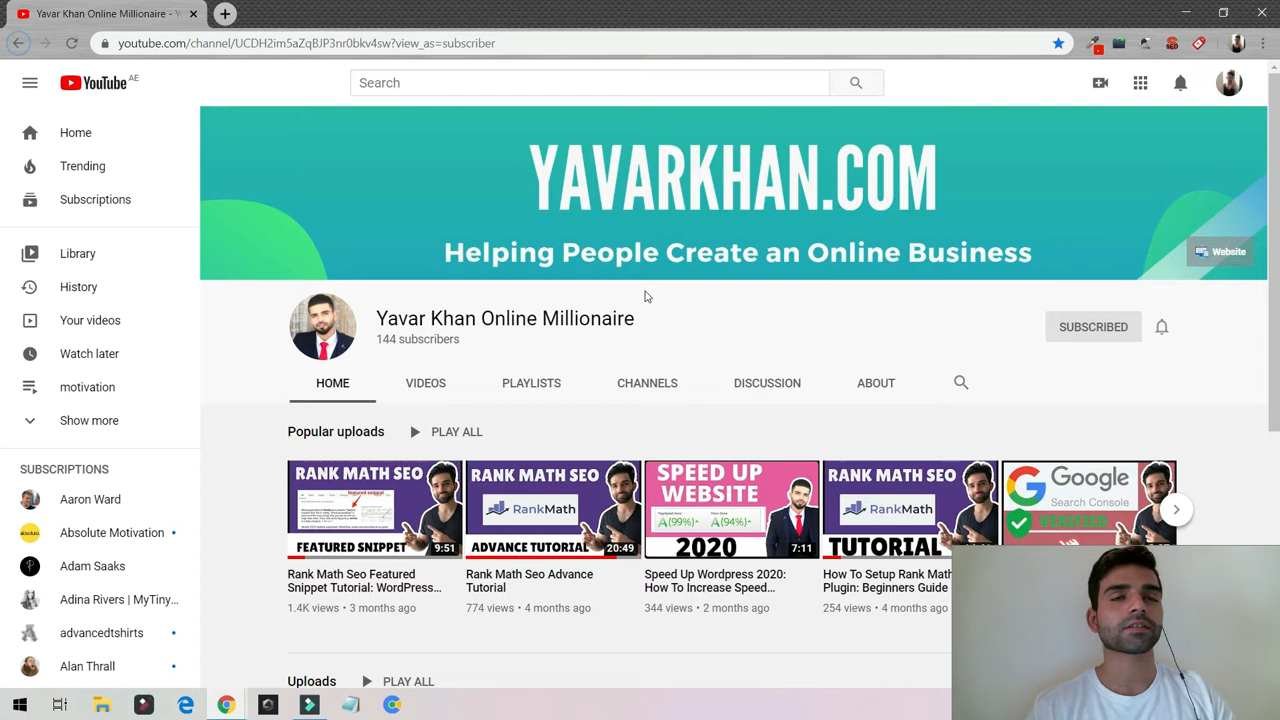 Yavar Khan Online Millionaire - Y
youtube.com/channel/UCDH2im5aZqBJP3nr0bkv4sw?view_as=subscriber
YouTube AE
Search
Home
Trending
Subscriptions
Library
History
Your videos
Watch later
motivation
Show more
SUBSCRIPTIONS
Aaron Ward
Absolute Motivation
Adam Saaks
Adina Rivers | MyTiny...
advancedtshirts
Alan Thrall
YAVARKHAN.COM
Helping People Create an Online Business
Website
Yavar Khan Online Millionaire
144 subscribers
SUBSCRIBED
HOME
VIDEOS
PLAYLISTS
CHANNELS
DISCUSSION
ABOUT
Popular uploads
PLAY ALL
RANK MATH SEO
featured snippet
FEATURED SNIPPET
9:51
Rank Math Seo Featured
Snippet Tutorial: WordPress...
1.4K views • 3 months ago
RANK MATH SEO
RankMath
ADVANCE TUTORIAL
20:49
Rank Math Seo Advance
Tutorial
774 views • 4 months ago
SPEED UP
WEBSITE
A(99%) A(94%)
2020
7:11
Speed Up Wordpress 2020:
How To Increase Speed...
344 views • 2 months ago
RANK MATH SEO
RankMath
TUTORIAL
How To Setup Rank Math
Plugin: Beginners Guide
254 views • 4 months ago
Google
Search Console
VERIFIED
Uploads
PLAY ALL